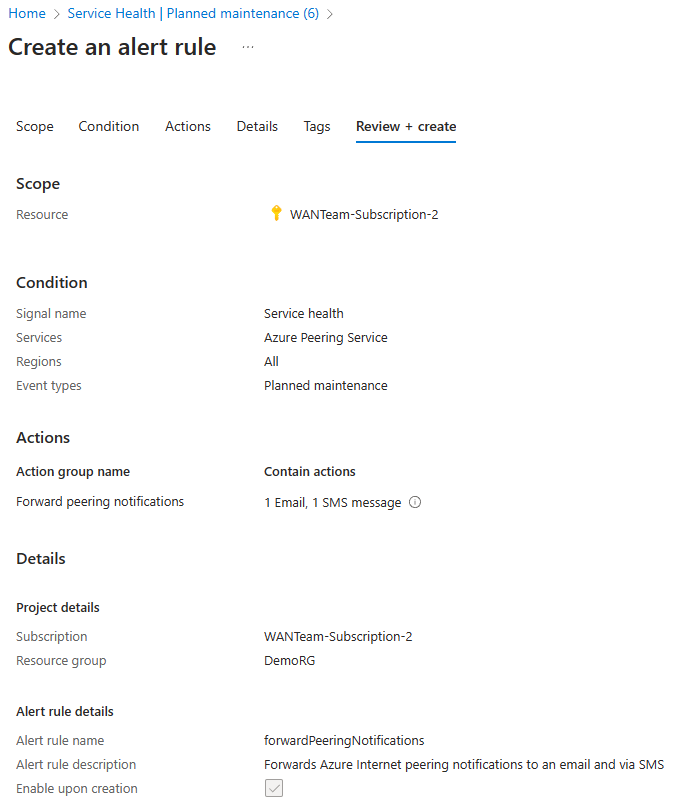 Home > Service Health | Planned maintenance (6) >
Create an alert rule ...
Scope Condition Actions Details Tags Review + create
Scope
Resource WANTeam-Subscription-2
Condition
Signal name Service health
Services Azure Peering Service
Regions All
Event types Planned maintenance
Actions
Action group name Contain actions
Forward peering notifications 1 Email, 1 SMS message
Details
Project details
Subscription WANTeam-Subscription-2
Resource group DemoRG
Alert rule details
Alert rule name forwardPeeringNotifications
Alert rule description Forwards Azure Internet peering notifications to an email and via SMS
Enable upon creation